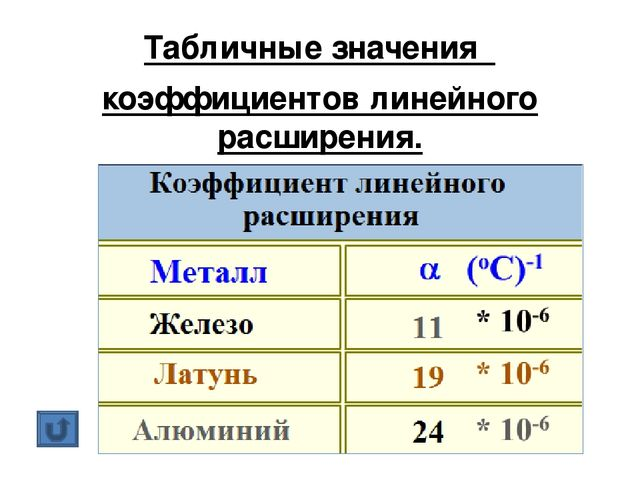 Табличные значения
коэффициентов линейного
расширения.
Коэффициент линейного
расширения
Металл α (ºC)⁻¹
Железо 11 * 10⁻⁶
Латунь 19 * 10⁻⁶
Алюминий 24 * 10⁻⁶